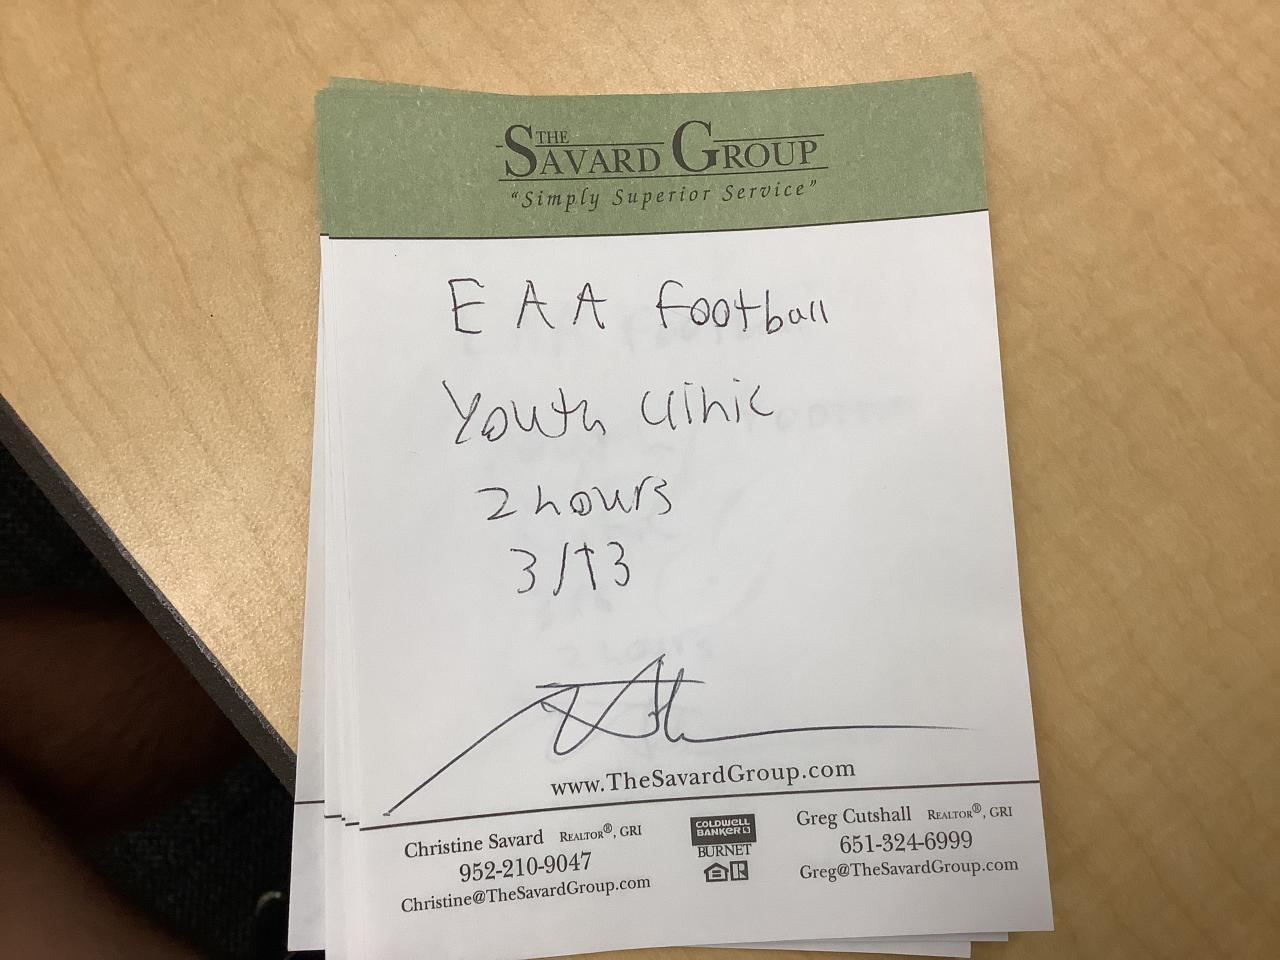 THE SAVARD GROUP
"Simply Superior Service"
EAA Football
Youth Clinic
2 hours
3/13
www.TheSavardGroup.com
Christine Savard REALTOR®, GRI
952-210-9047
Christine@TheSavardGroup.com
COLDWELL BANKER
BURNET
Greg Cutshall REALTOR®, GRI
651-324-6999
Greg@TheSavardGroup.com